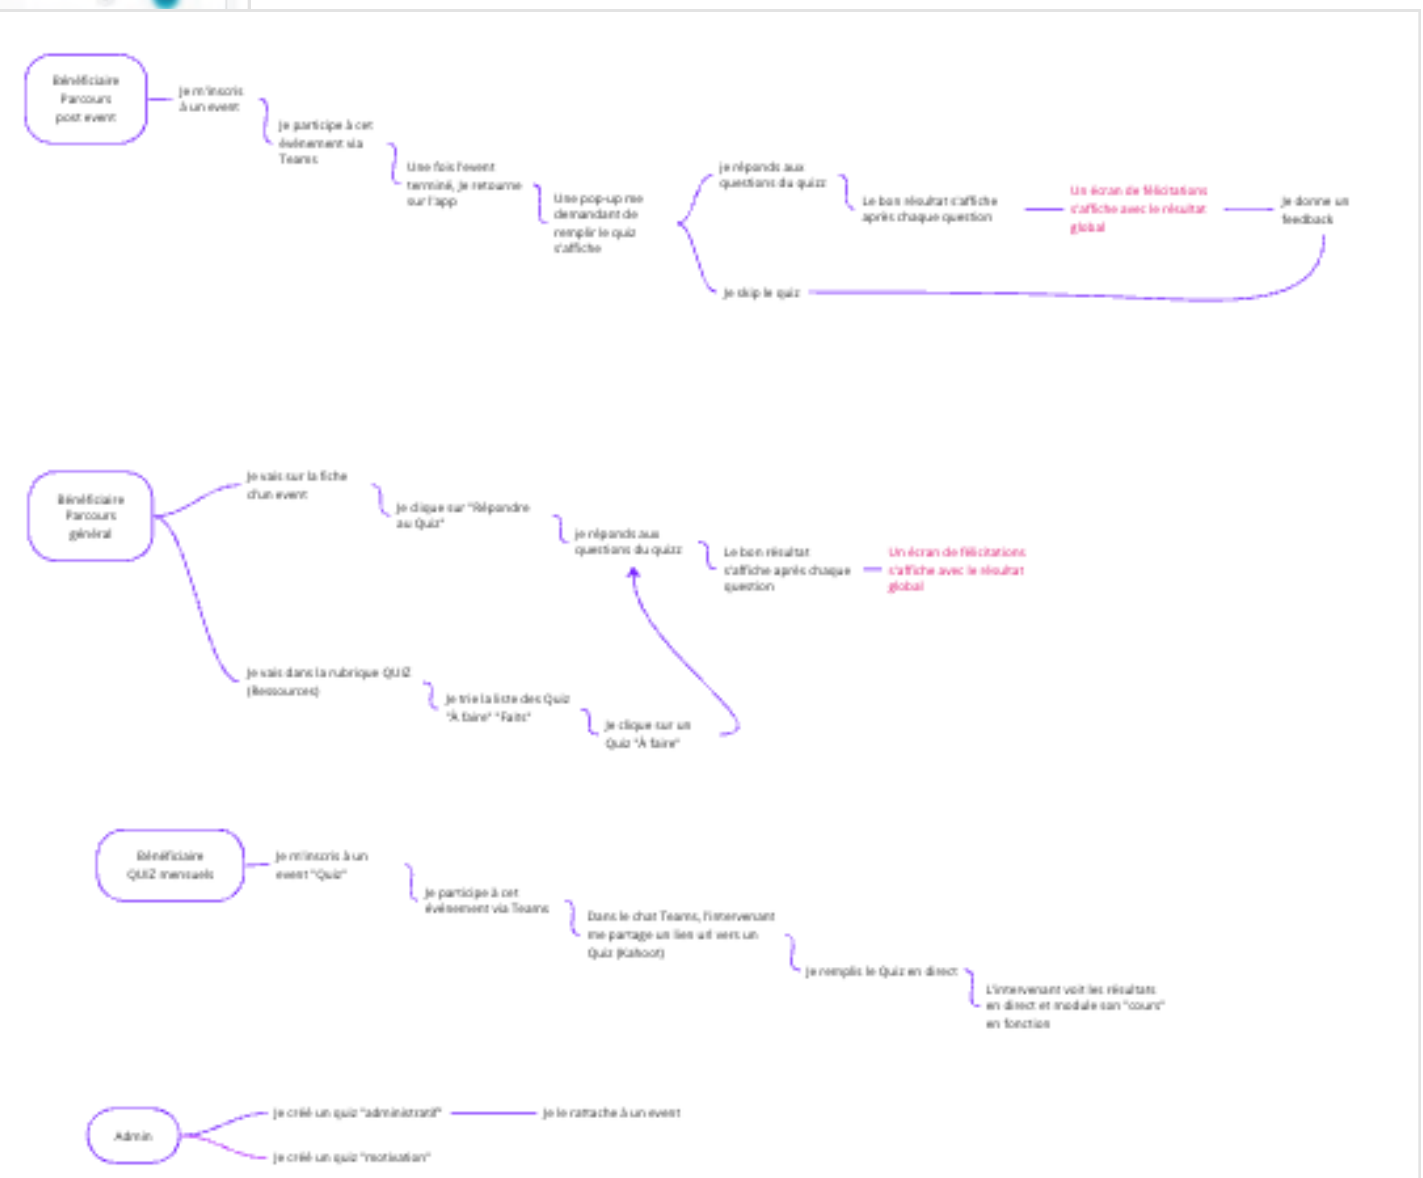 Bénéficiaire
Parcours
post event
Je m'inscris
à un event
Je participe à cet
événement via
Teams
Une fois l'event
terminé, je retourne
sur l'app
Une pop-up me
demandant de
remplir le quiz
s'affiche
je réponds aux
questions du quizz
Le bon résultat s'affiche
après chaque question
Un écran de félicitations
s'affiche avec le résultat
global
Je donne un
feedback
Je skip le quiz
Bénéficiaire
Parcours
général
Je vais sur la fiche
d'un event
Je clique sur "Répondre
au Quiz"
je réponds aux
questions du quizz
Le bon résultat
s'affiche après chaque
question
Un écran de félicitations
s'affiche avec le résultat
global
Je vais dans la rubrique QUIZ
(Ressources)
Je trie la liste des Quiz
"À faire" "Faits"
Je clique sur un
Quiz "À faire"
Bénéficiaire
QUIZ mensuels
Je m'inscris à un
event "Quiz"
Je participe à cet
événement via Teams
Dans le chat Teams, l'intervenant
me partage un lien url vers un
Quiz (Kahoot)
Je remplis le Quiz en direct
L'intervenant voit les résultats
en direct et module son "cours"
en fonction
Admin
Je créé un quiz "administratif"
Je le rattache à un event
Je créé un quiz "motivation"